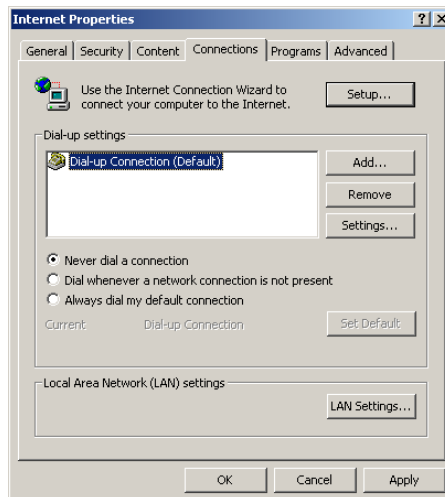 Internet Properties
General Security Content Connections Programs Advanced
Use the Internet Connection Wizard to
connect your computer to the Internet.
Setup...
Dial-up settings
Dial-up Connection (Default)
Add...
Remove
Settings...
Never dial a connection
Dial whenever a network connection is not present
Always dial my default connection
Current Dial-up Connection Set Default
Local Area Network (LAN) settings
LAN Settings...
OK Cancel Apply